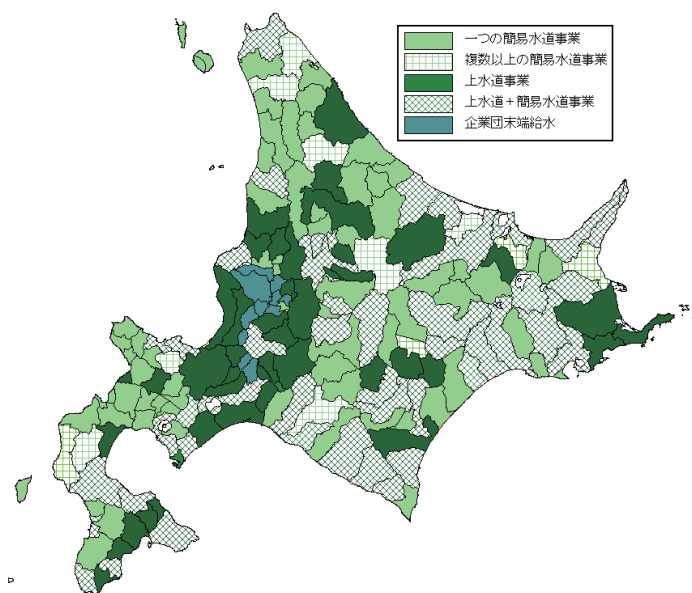 一つの簡易水道事業
複数以上の簡易水道事業
上水道事業
上水道＋簡易水道事業
企業団末端給水